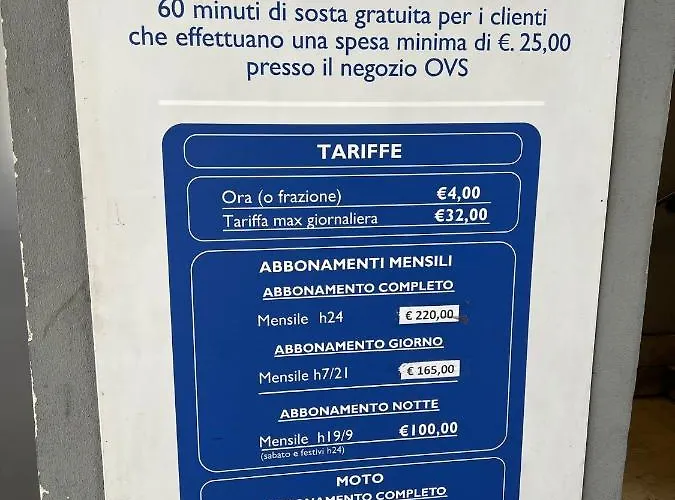 60 minuti di sosta gratuita per i clienti
che effettuano una spesa minima di €. 25,00
presso il negozio OVS
TARIFFE
Ora (o frazione) €4,00
Tariffa max giornaliera €32,00
ABBONAMENTI MENSILI
ABBONAMENTO COMPLETO
Mensile h24 € 220,00
ABBONAMENTO GIORNO
Mensile h7/21 € 165,00
ABBONAMENTO NOTTE
Mensile h19/9 €100,00
(sabato e festivi h24)
MOTO
ABBONAMENTO COMPLETO